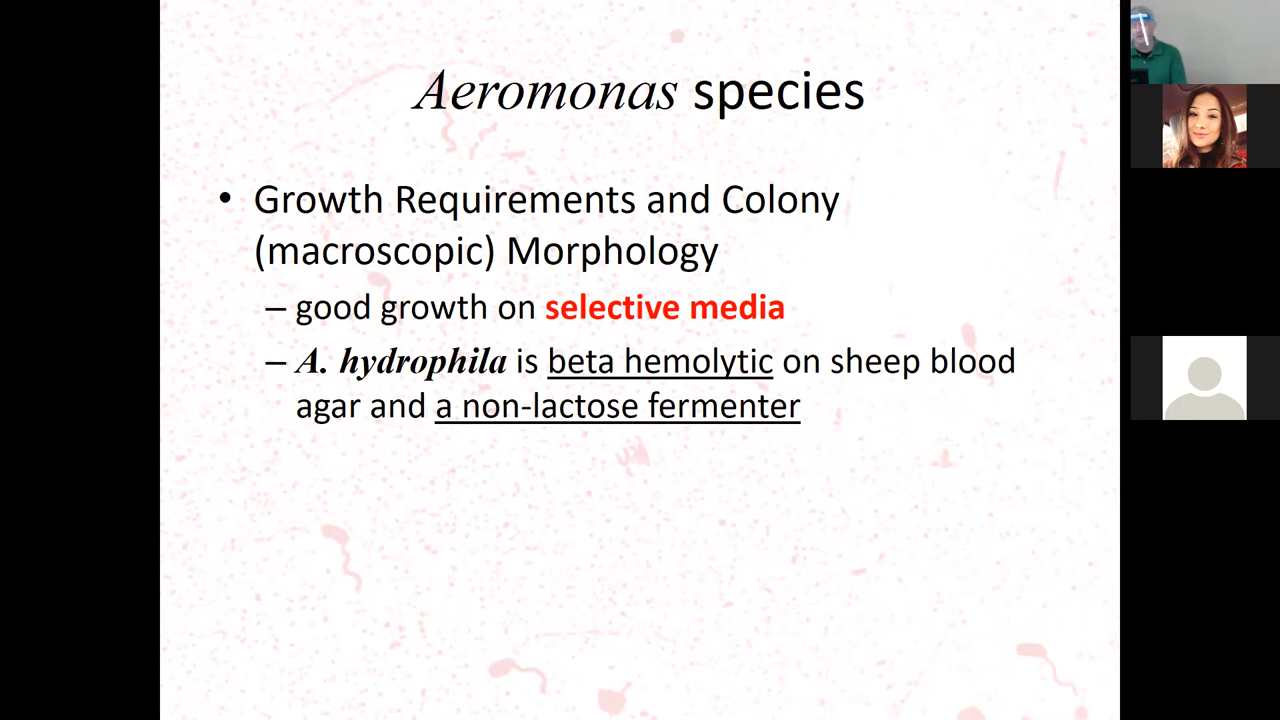 Aeromonas species
• Growth Requirements and Colony
(macroscopic) Morphology
– good growth on selective media
– A. hydrophila is beta hemolytic on sheep blood
agar and a non-lactose fermenter